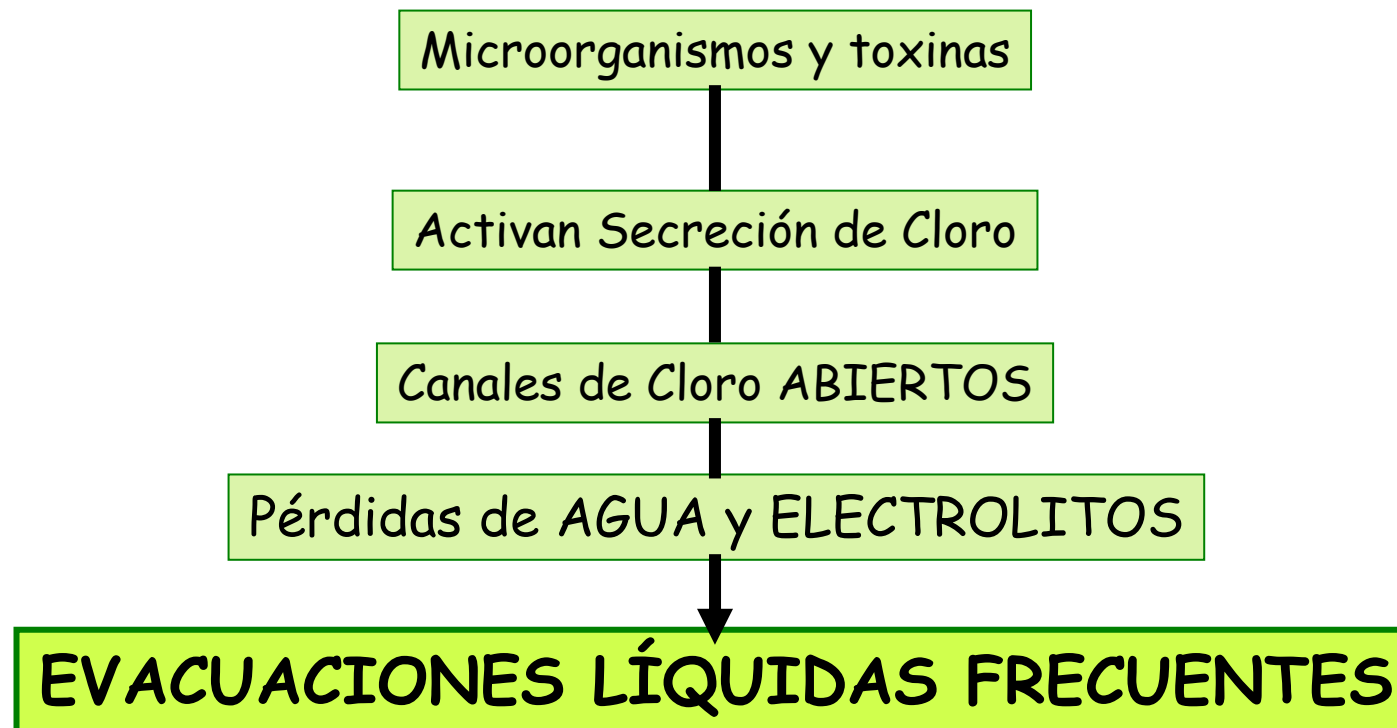 Microorganismos y toxinas
Activan Secreción de Cloro
Canales de Cloro ABIERTOS
Pérdidas de AGUA y ELECTROLITOS
EVACUACIONES LÍQUIDAS FRECUENTES